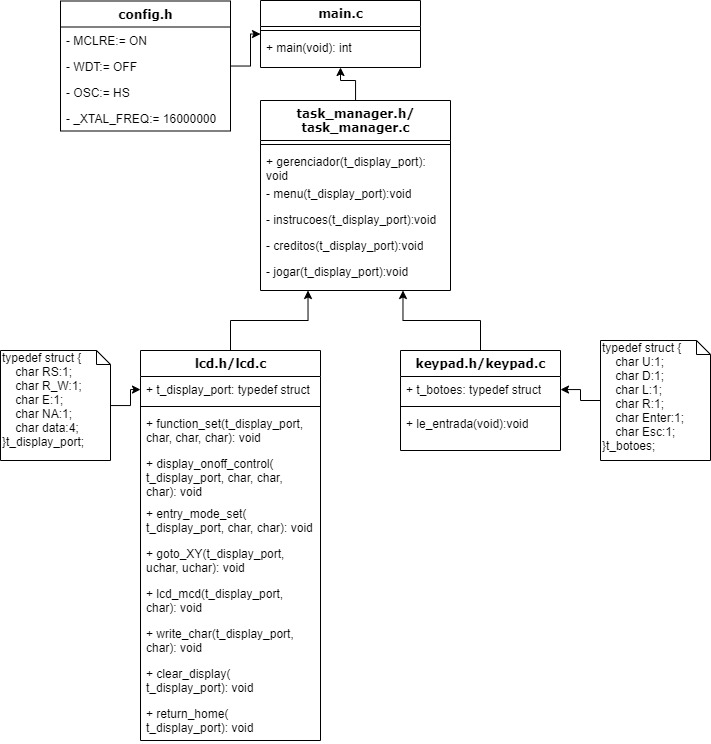 config.h
- MCLRE:= ON
- WDT:= OFF
- OSC:= HS
- _XTAL_FREQ:= 16000000
main.c
+ main(void): int
task_manager.h/
task_manager.c
+ gerenciador(t_display_port):
void
- menu(t_display_port):void
- instrucoes(t_display_port):void
- creditos(t_display_port):void
- jogar(t_display_port):void
typedef struct {
char RS:1;
char R_W:1;
char E:1;
char NA:1;
char data:4;
}t_display_port;
lcd.h/lcd.c
+ t_display_port: typedef struct
+ function_set(t_display_port,
char, char, char): void
+ display_onoff_control(
t_display_port, char, char,
char): void
+ entry_mode_set(
t_display_port, char, char): void
+ goto_XY(t_display_port,
uchar, uchar): void
+ lcd_mcd(t_display_port,
char): void
+ write_char(t_display_port,
char): void
+ clear_display(
t_display_port): void
+ return_home(
t_display_port): void
keypad.h/keypad.c
+ t_botoes: typedef struct
+ le_entrada(void):void
typedef struct {
char U:1;
char D:1;
char L:1;
char R:1;
char Enter:1;
char Esc:1;
}t_botoes;